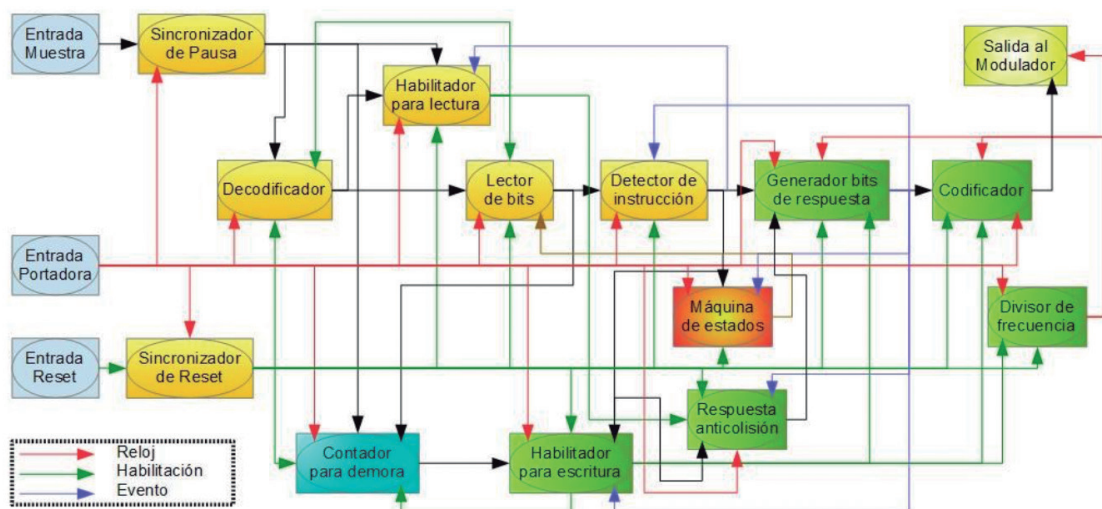 Entrada
Muestra
Sincronizador
de Pausa
Salida al
Modulador
Habilitador
para lectura
Decodificador
Lector
de bits
Detector de
instrucción
Generador bits
de respuesta
Codificador
Entrada
Portadora
Máquina
de estados
Divisor de
frecuencia
Entrada
Reset
Sincronizador
de Reset
Respuesta
anticolisión
Contador
para demora
Habilitador
para escritura
Reloj
Habilitación
Evento